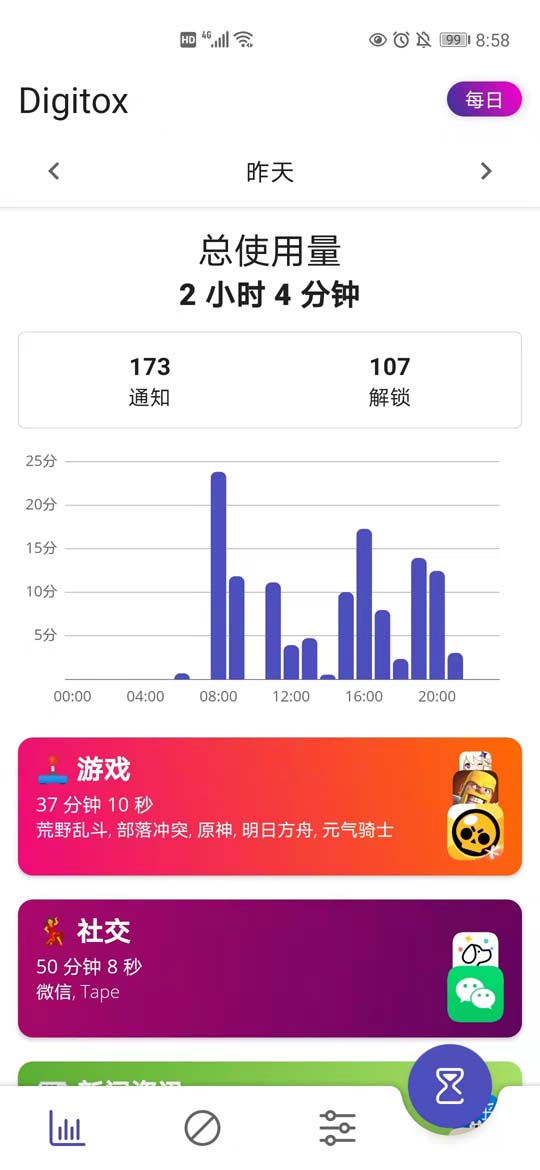 HD 4G 99 8:58
Digitox
每日
昨天
总使用量
2 小时 4 分钟
173
107
通知
解锁
25分
20分
15分
10分
5分
00:00 04:00 08:00 12:00 16:00 20:00
游戏
37 分钟 10 秒
荒野乱斗, 部落冲突, 原神, 明日方舟, 元气骑士
社交
50 分钟 8 秒
微信, Tape